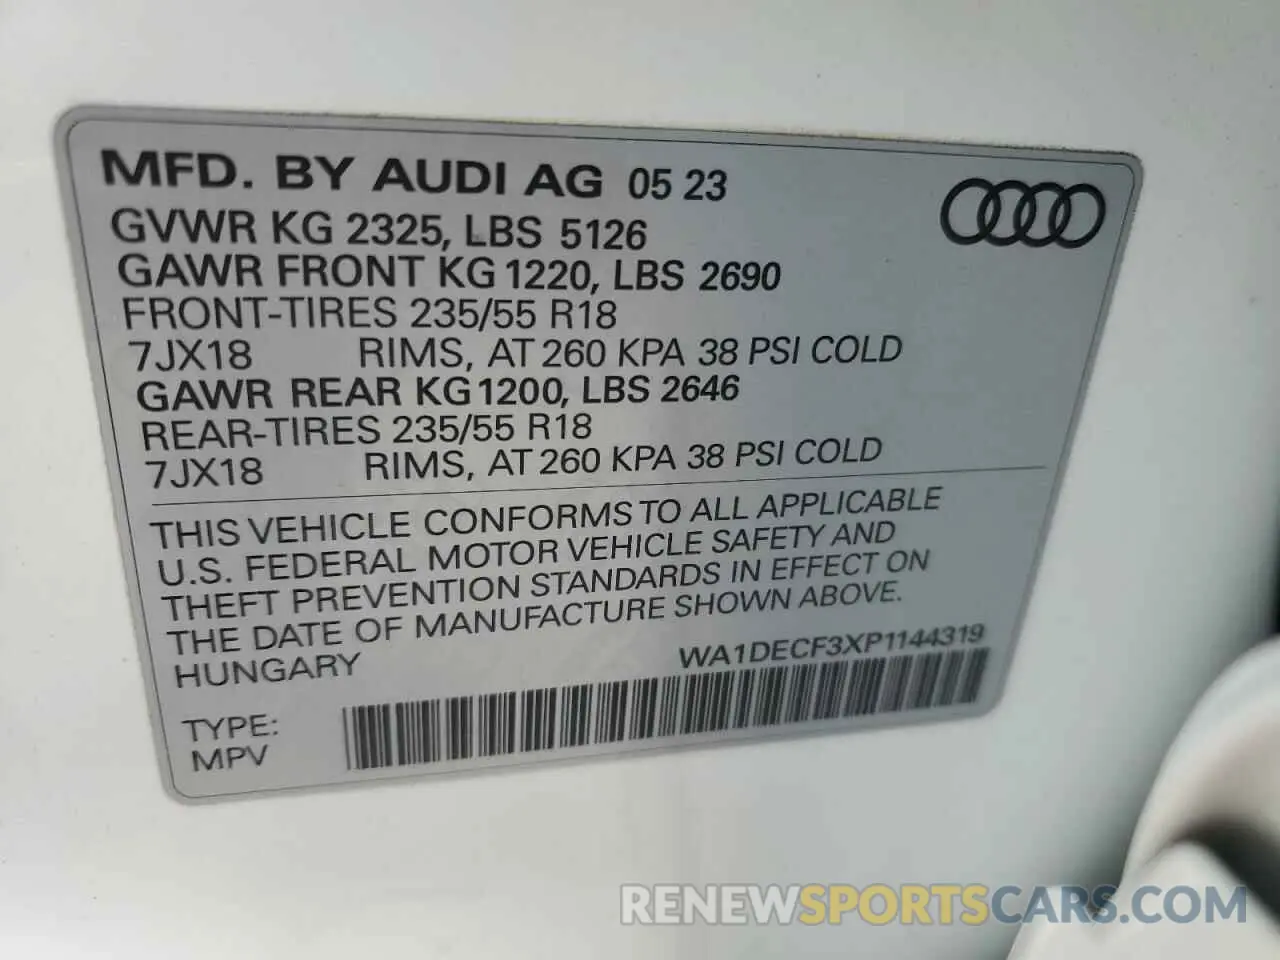 MFD. BY AUDI AG 05 23
GVWR KG 2325, LBS 5126
GAWR FRONT KG 1220, LBS 2690
FRONT-TIRES 235/55 R18
7JX18 RIMS, AT 260 KPA 38 PSI COLD
GAWR REAR KG 1200, LBS 2646
REAR-TIRES 235/55 R18
7JX18 RIMS, AT 260 KPA 38 PSI COLD
THIS VEHICLE CONFORMS TO ALL APPLICABLE
U.S. FEDERAL MOTOR VEHICLE SAFETY AND
THEFT PREVENTION STANDARDS IN EFFECT ON
THE DATE OF MANUFACTURE SHOWN ABOVE.
HUNGARY WA1DECF3XP1144319
TYPE:
MPV
RENEWSPORTSCARS.COM